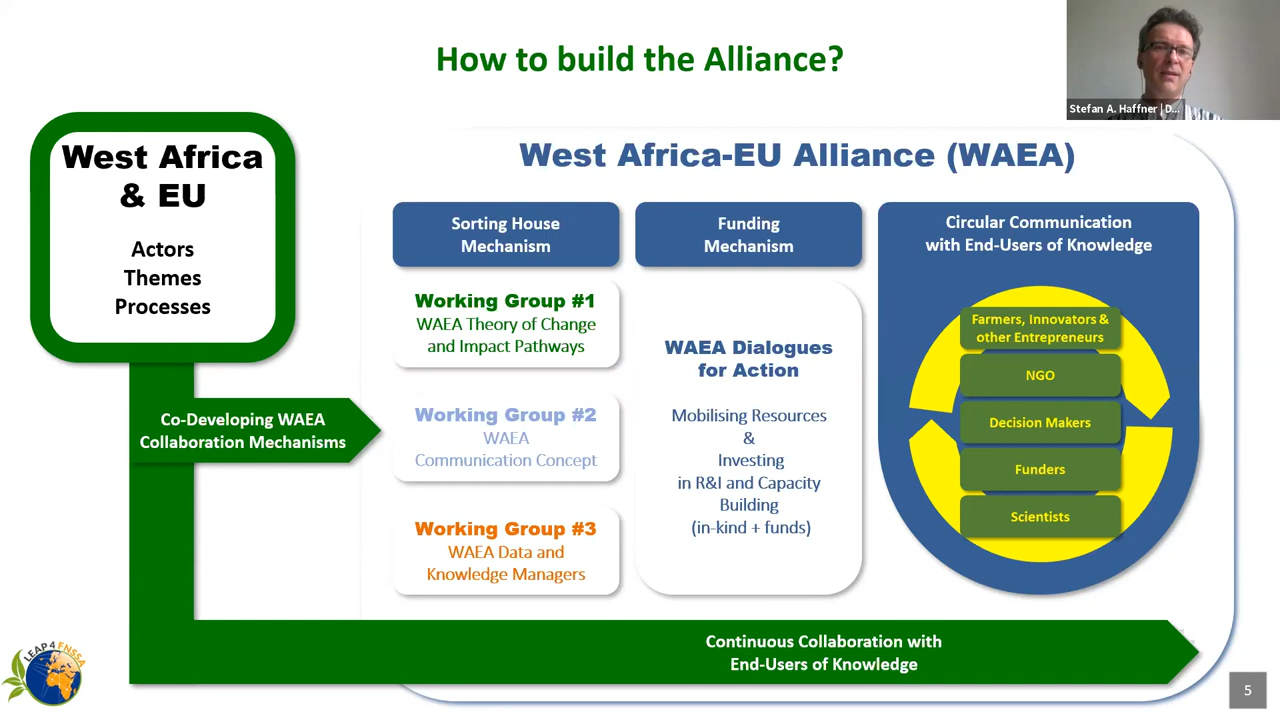 How to build the Alliance?
Stefan A. Haffner | D...
West Africa
& EU
Actors
Themes
Processes
West Africa-EU Alliance (WAEA)
Sorting House
Mechanism
Funding
Mechanism
Circular Communication
with End-Users of Knowledge
Working Group #1
WAEA Theory of Change
and Impact Pathways
Working Group #2
WAEA
Communication Concept
Working Group #3
WAEA Data and
Knowledge Managers
WAEA Dialogues
for Action
Mobilising Resources
&
Investing
in R&I and Capacity
Building
(in-kind + funds)
Farmers, Innovators &
other Entrepreneurs
NGO
Decision Makers
Funders
Scientists
Co-Developing WAEA
Collaboration Mechanisms
Continuous Collaboration with
End-Users of Knowledge
LEAP4FNSSA
5